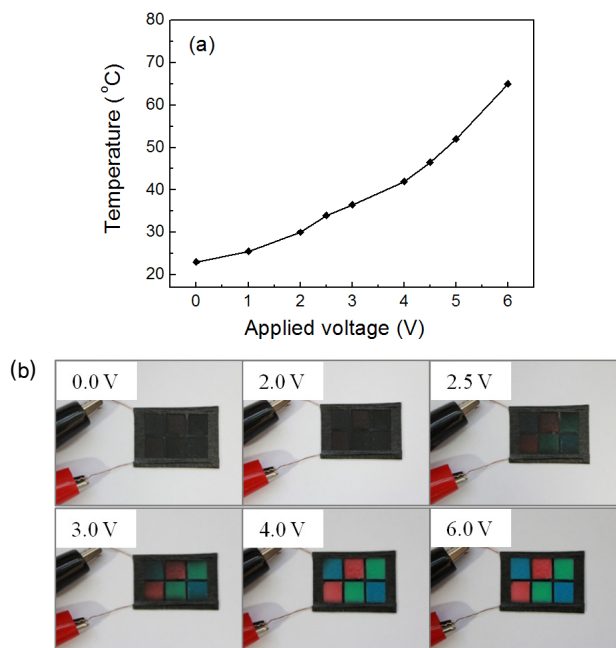 80
(a)
70
60
50
40
30
20
Temperature (°C)
0 1 2 3 4 5 6
Applied voltage (V)
(b)
0.0 V 2.0 V 2.5 V
3.0 V 4.0 V 6.0 V